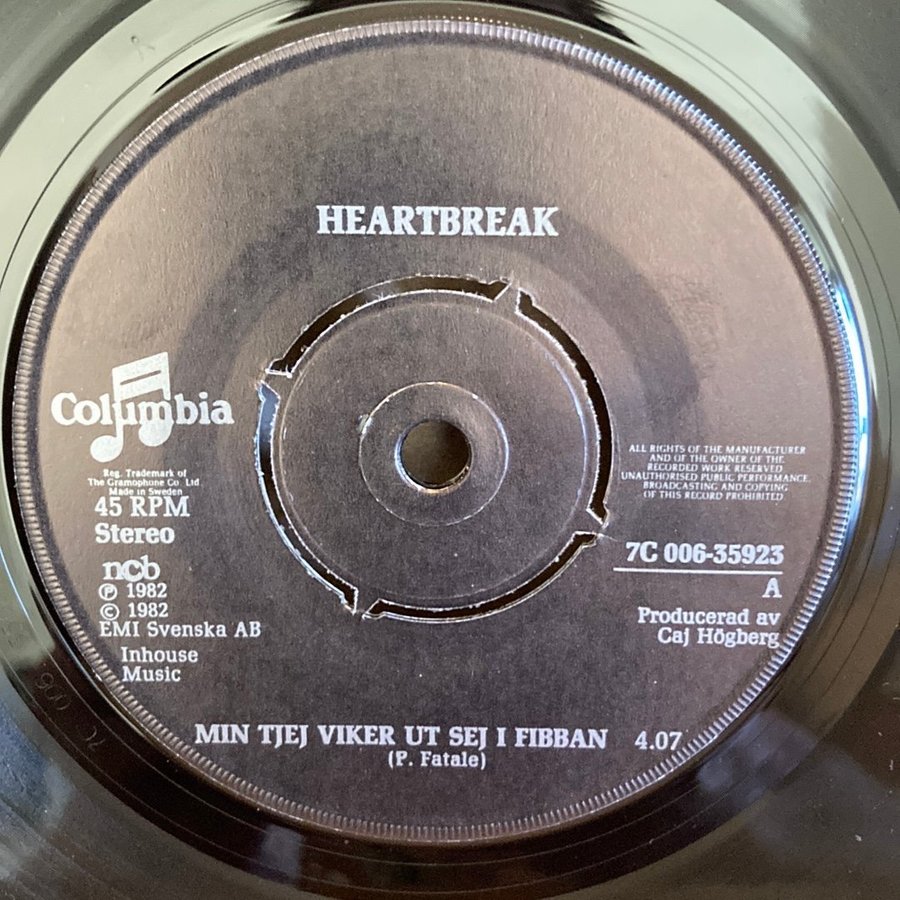 HEARTBREAK
Columbia
Reg. Trademark of
The Gramophone Co. Ltd.
Made in Sweden
45 RPM
Stereo
ncb
Ⓟ 1982
© 1982
EMI Svenska AB
Inhouse
Music
ALL RIGHTS OF THE MANUFACTURER
AND OF THE OWNER OF THE
RECORDED WORK RESERVED
UNAUTHORISED PUBLIC PERFORMANCE.
BROADCASTING AND COPYING
OF THIS RECORD PROHIBITED
7C 006-35923
A
Producerad av
Caj Högberg
MIN TJEJ VIKER UT SEJ I FIBBAN 4.07
(P. Fatale)